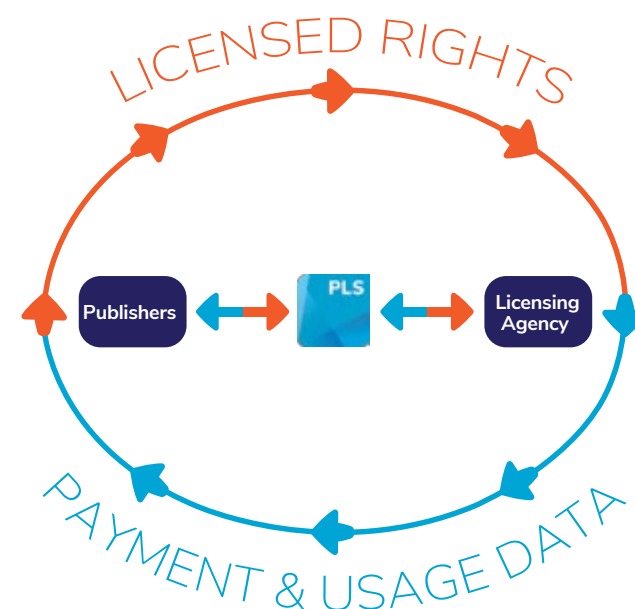 LICENSED RIGHTS
Publishers
PLS
Licensing
Agency
PAYMENT & USAGE DATA